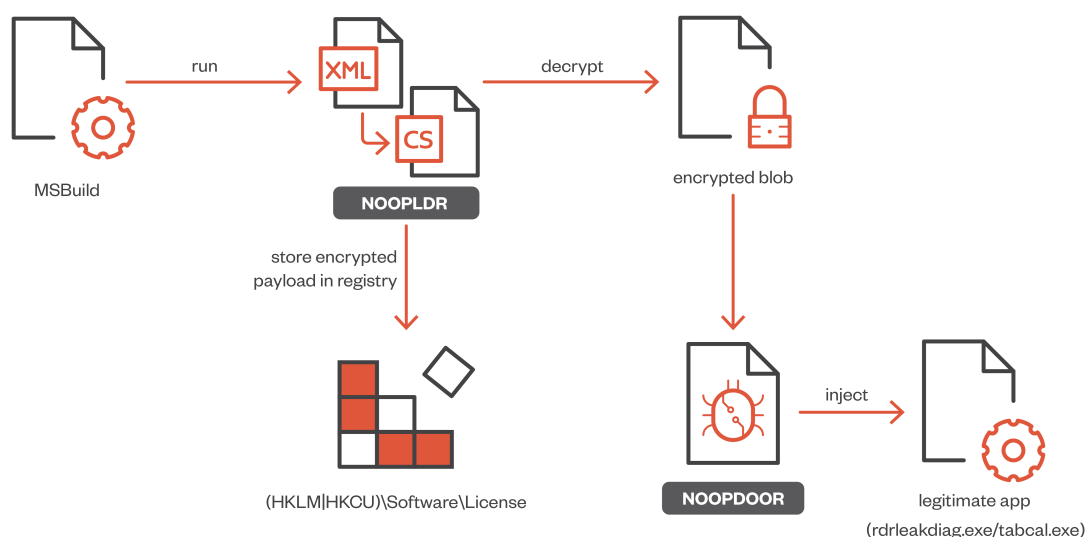 run
XML
CS
decrypt
MSBuild
NOOPLDR
encrypted blob
store encrypted
payload in registry
(HKLM|HKCU)\Software\License
NOOPDOOR
inject
legitimate app
(rdrleakdiag.exe/tabcal.exe)